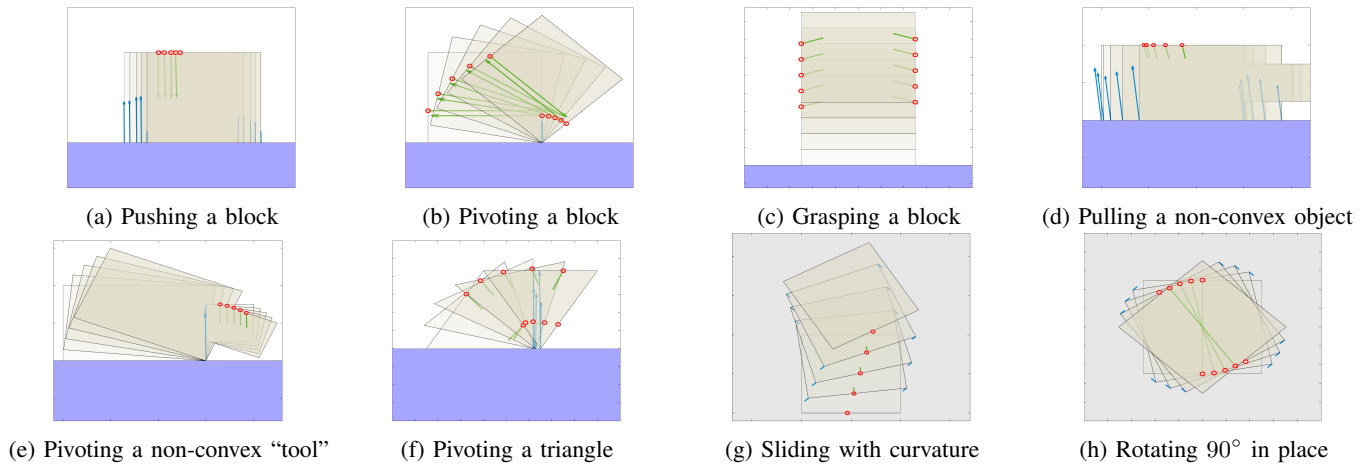 (a) Pushing a block
(b) Pivoting a block
(c) Grasping a block
(d) Pulling a non-convex object
(e) Pivoting a non-convex “tool”
(f) Pivoting a triangle
(g) Sliding with curvature
(h) Rotating 90° in place